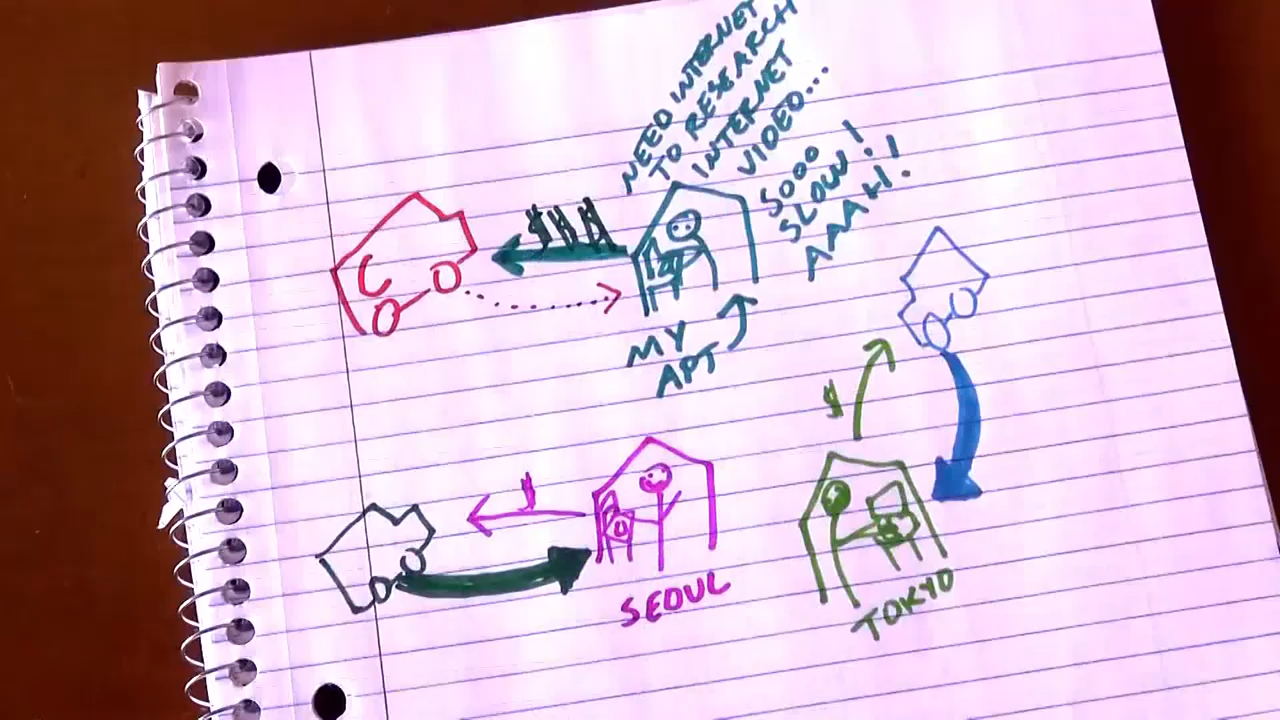 NEED INTERNET
TO RESEARCH
INTERNET
VIDEO...
SOOO
SLOW!
AAAH!
$$$
C
MY
APT
$
$
SEOUL
TOKYO